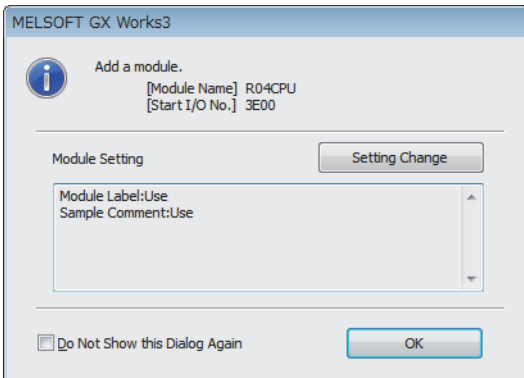 MELSOFT GX Works3
Add a module.
[Module Name] R04CPU
[Start I/O No.] 3E00
Module Setting
Setting Change
Module Label:Use
Sample Comment:Use
Do Not Show this Dialog Again
OK